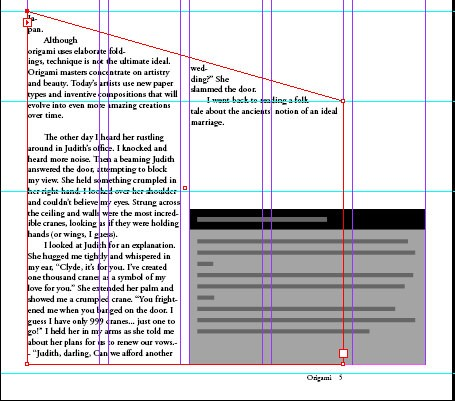 Ja-
pan.
Although
origami uses elaborate fold-
ings, technique is not the ultimate ideal.
Origami masters concentrate on artistry
and beauty. Today's artists use new paper
types and inventive compositions that will
evolve into even more amazing creations
over time.
The other day I heard her rustling
around in Judith's office. I knocked and
heard more noise. Then a beaming Judith
answered the door, attempting to block
my view. She held something crumpled in
her right hand. I looked over her shoulder
and couldn't believe my eyes. Strung across
the ceiling and walls were the most incred-
ible cranes, looking as if they were holding
hands (or wings, I guess).
I looked at Judith for an explanation.
She hugged me tightly and whispered in
my ear, "Clyde, it's for you. I've created
one thousand cranes as a symbol of my
love for you." She extended her palm and
showed me a crumpled crane. "You fright-
ened me when you banged on the door. I
guess I have only 999 cranes... just one to
go!" I held her in my arms as she told me
about her plans for us to renew our vows.-
- "Judith, darling, Can we afford another
wed-
ding?" She
slammed the door.
I went back to reading a folk
tale about the ancients' notion of an ideal
marriage.
Origami 5